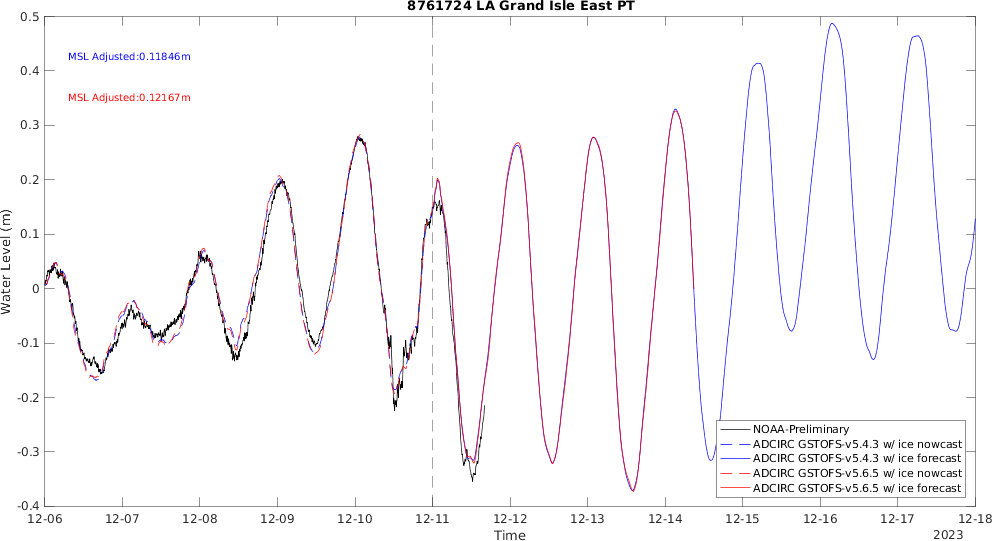 8761724 LA Grand Isle East PT
MSL Adjusted:0.11846m
MSL Adjusted:0.12167m
Water Level (m)
0.5
0.4
0.3
0.2
0.1
0
-0.1
-0.2
-0.3
-0.4
NOAA-Preliminary
ADCIRC GSTOFS-v5.4.3 w/ ice nowcast
ADCIRC GSTOFS-v5.4.3 w/ ice forecast
ADCIRC GSTOFS-v5.6.5 w/ ice nowcast
ADCIRC GSTOFS-v5.6.5 w/ ice forecast
12-06 12-07 12-08 12-09 12-10 12-11 12-12 12-13 12-14 12-15 12-16 12-17 12-18
Time
2023